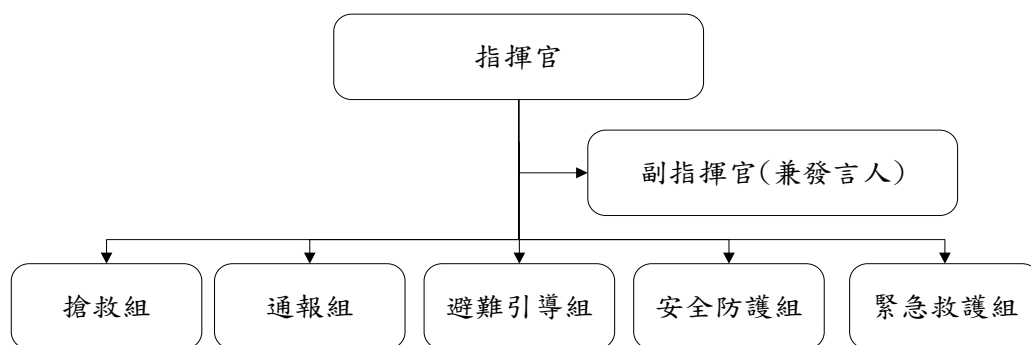 指揮官
副指揮官(兼發言人)
搶救組
通報組
避難引導組
安全防護組
緊急救護組